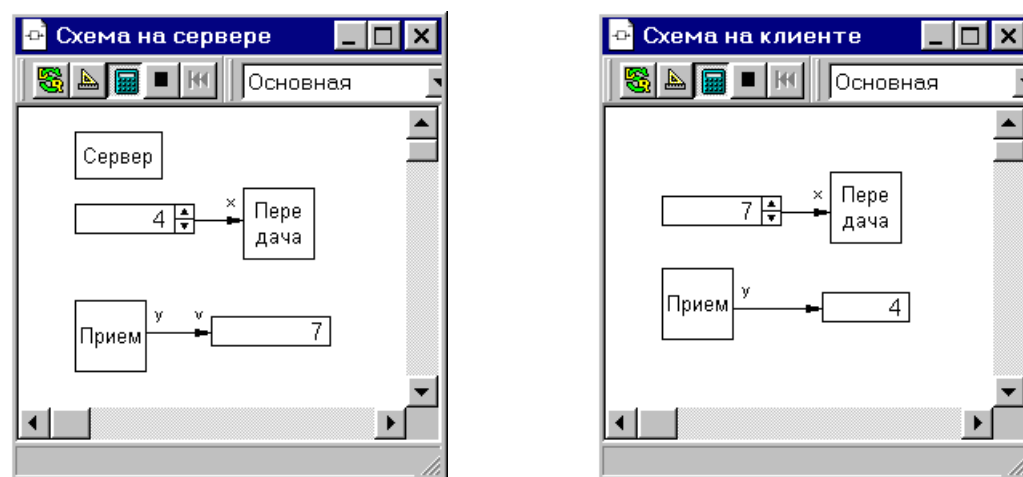 Схема на сервере
Основная
Сервер
4
x
Пере
дача
Прием
y
v
7
Схема на клиенте
Основная
7
x
Пере
дача
Прием
y
4